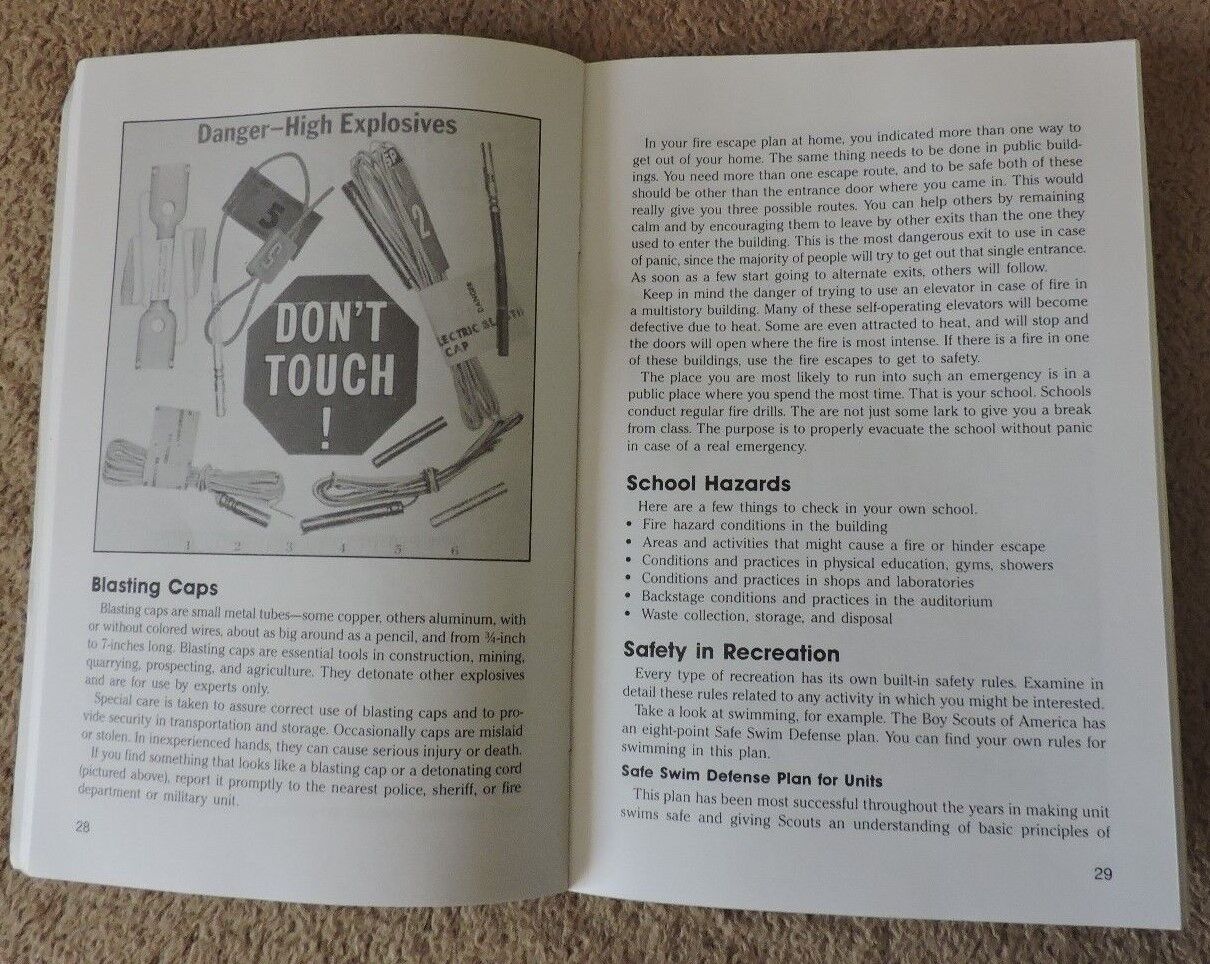 Danger—High Explosives
5
5
2
DANGER
ELECTRIC
CAP
DON'T
TOUCH
!
1 2 3 4 5 6
Blasting Caps
Blasting caps are small metal tubes—some copper, others aluminum, with
or without colored wires, about as big around as a pencil, and from ¾-inch
to 7-inches long. Blasting caps are essential tools in construction, mining,
quarrying, prospecting, and agriculture. They detonate other explosives
and are for use by experts only.
Special care is taken to assure correct use of blasting caps and to pro-
vide security in transportation and storage. Occasionally caps are mislaid
or stolen. In inexperienced hands, they can cause serious injury or death.
If you find something that looks like a blasting cap or a detonating cord
(pictured above), report it promptly to the nearest police, sheriff, or fire
department or military unit.
28
In your fire escape plan at home, you indicated more than one way to
get out of your home. The same thing needs to be done in public build-
ings. You need more than one escape route, and to be safe both of these
should be other than the entrance door where you came in. This would
really give you three possible routes. You can help others by remaining
calm and by encouraging them to leave by other exits than the one they
used to enter the building. This is the most dangerous exit to use in case
of panic, since the majority of people will try to get out that single entrance.
As soon as a few start going to alternate exits, others will follow.
Keep in mind the danger of trying to use an elevator in case of fire in
a multistory building. Many of these self-operating elevators will become
defective due to heat. Some are even attracted to heat, and will stop and
the doors will open where the fire is most intense. If there is a fire in one
of these buildings, use the fire escapes to get to safety.
The place you are most likely to run into such an emergency is in a
public place where you spend the most time. That is your school. Schools
conduct regular fire drills. The are not just some lark to give you a break
from class. The purpose is to properly evacuate the school without panic
in case of a real emergency.
School Hazards
Here are a few things to check in your own school.
• Fire hazard conditions in the building
• Areas and activities that might cause a fire or hinder escape
• Conditions and practices in physical education, gyms, showers
• Conditions and practices in shops and laboratories
• Backstage conditions and practices in the auditorium
• Waste collection, storage, and disposal
Safety in Recreation
Every type of recreation has its own built-in safety rules. Examine in
detail these rules related to any activity in which you might be interested.
Take a look at swimming, for example. The Boy Scouts of America has
an eight-point Safe Swim Defense plan. You can find your own rules for
swimming in this plan.
Safe Swim Defense Plan for Units
This plan has been most successful throughout the years in making unit
swims safe and giving Scouts an understanding of basic principles of
29